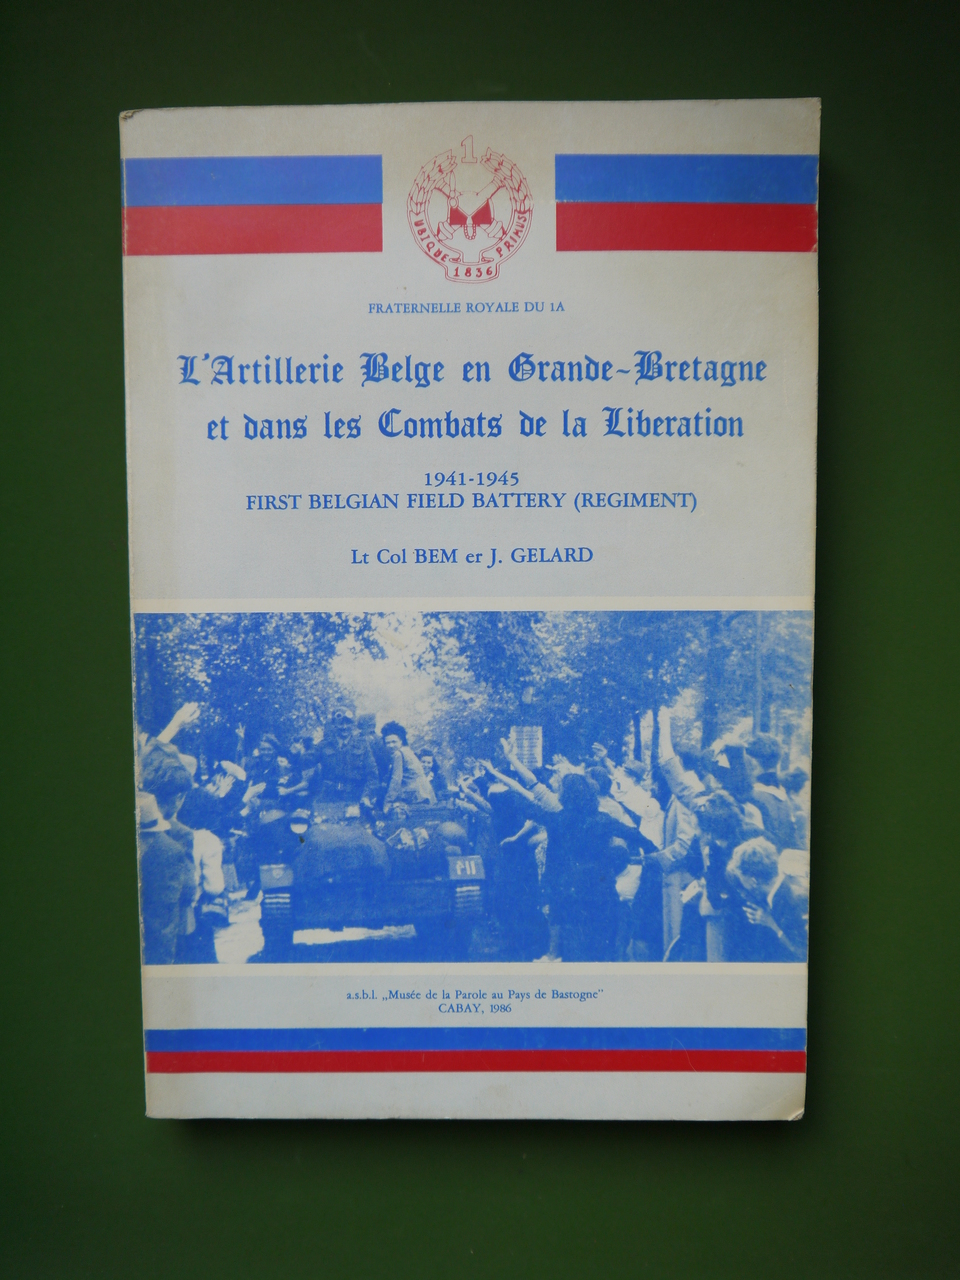 1
UBIQUE PRIMUS
1836
FRATERNELLE ROYALE DU 1A
L'Artillerie Belge en Grande-Bretagne
et dans les Combats de la Liberation
1941-1945
FIRST BELGIAN FIELD BATTERY (REGIMENT)
Lt Col BEM er J. GELARD
a.s.b.l. „Musée de la Parole au Pays de Bastogne"
CABAY, 1986